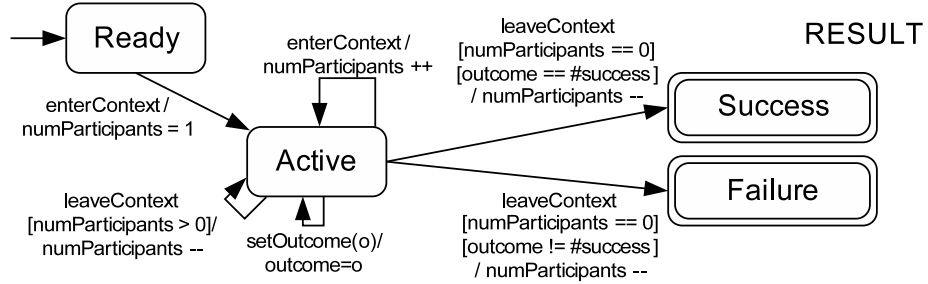 Ready
enterContext/
numParticipants = 1
enterContext/
numParticipants ++
Active
leaveContext
[numParticipants > 0]/
numParticipants --
setOutcome(o)/
outcome=o
leaveContext
[numParticipants == 0]
[outcome == #success]
/ numParticipants --
RESULT
Success
Failure
leaveContext
[numParticipants == 0]
[outcome != #success]
/ numParticipants --